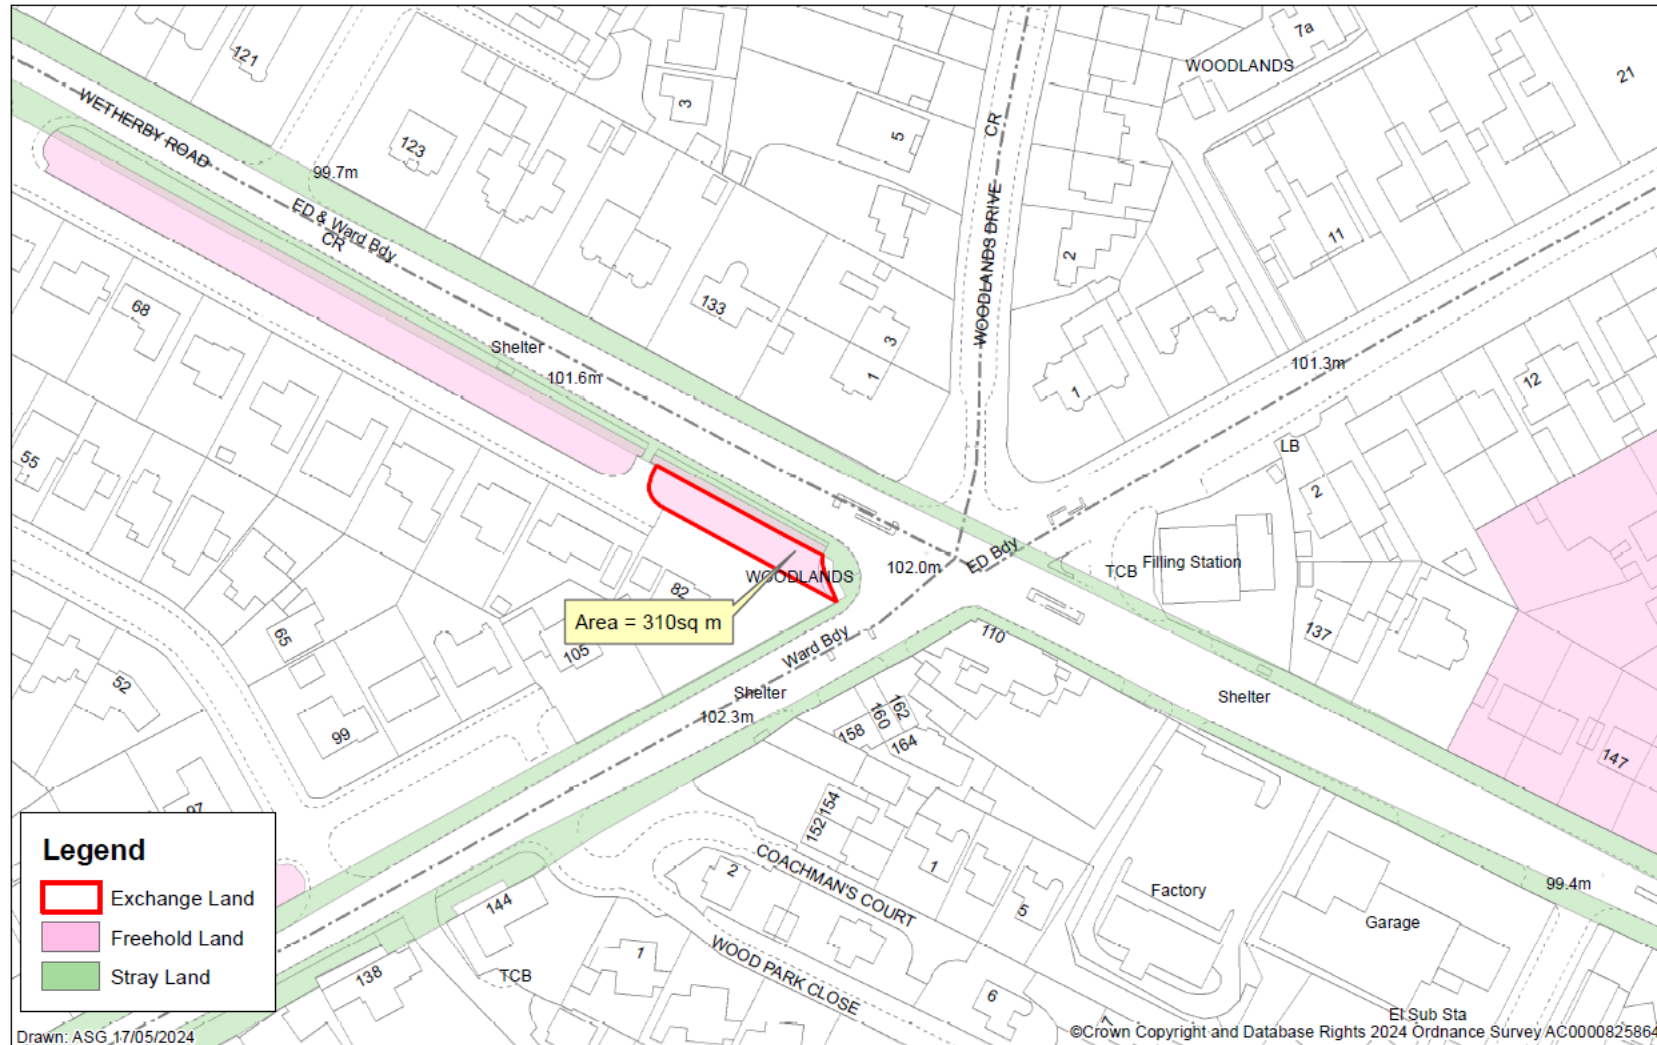 121
WETHERBY ROAD
123
99.7m
ED & Ward Bdy
CR
3
5
CR
WOODLANDS DRIVE
7a
WOODLANDS
21
11
2
133
3
1
1
101.3m
12
68
Shelter
101.6m
LB
2
55
WOODLANDS
102.0m
ED Bdy
TCB
Filling Station
82
Area = 310sq m
65
105
Ward Bdy
110
137
52
99
Shelter
102.3m
158
160
162
164
Shelter
147
97
152
154
COACHMAN'S COURT
2
1
5
Factory
99.4m
Garage
144
138
TCB
1
WOOD PARK CLOSE
6
7
El Sub Sta
Legend
Exchange Land
Freehold Land
Stray Land
Drawn: ASG 17/05/2024
©Crown Copyright and Database Rights 2024 Ordnance Survey AC0000825864